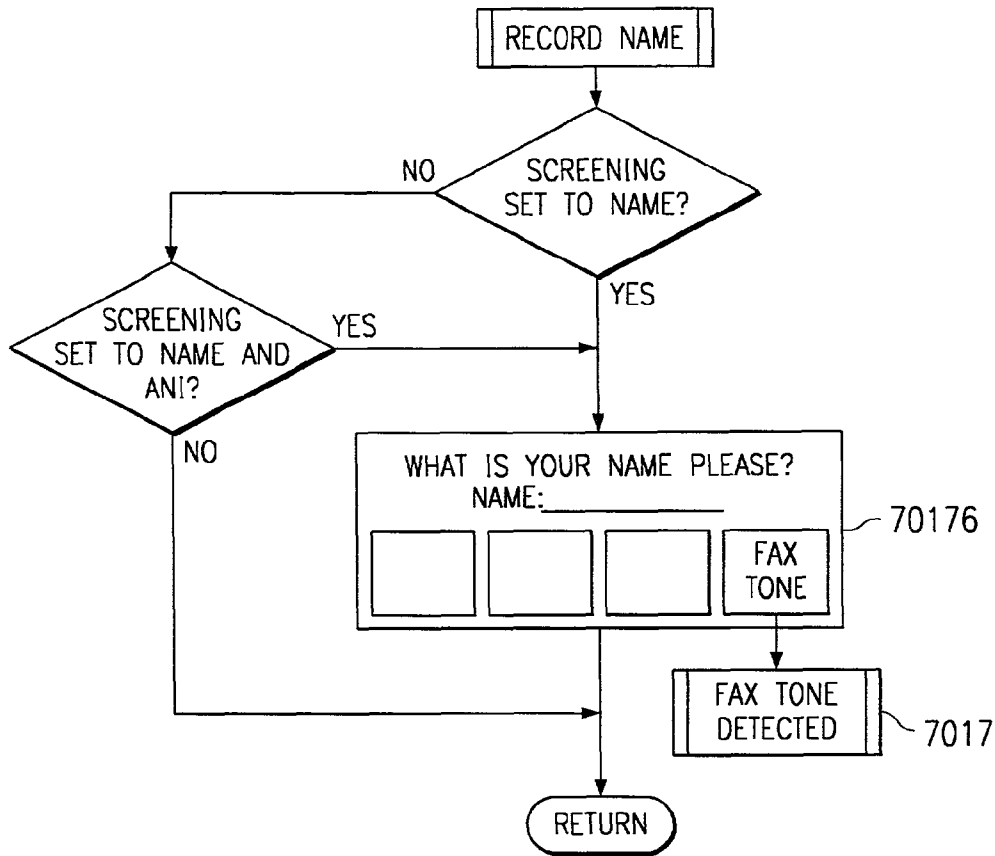 RECORD NAME
SCREENING
SET TO NAME?
NO
YES
SCREENING
SET TO NAME AND
ANI?
YES
NO
WHAT IS YOUR NAME PLEASE?
NAME:
70176
FAX
TONE
FAX TONE
DETECTED
7017
RETURN